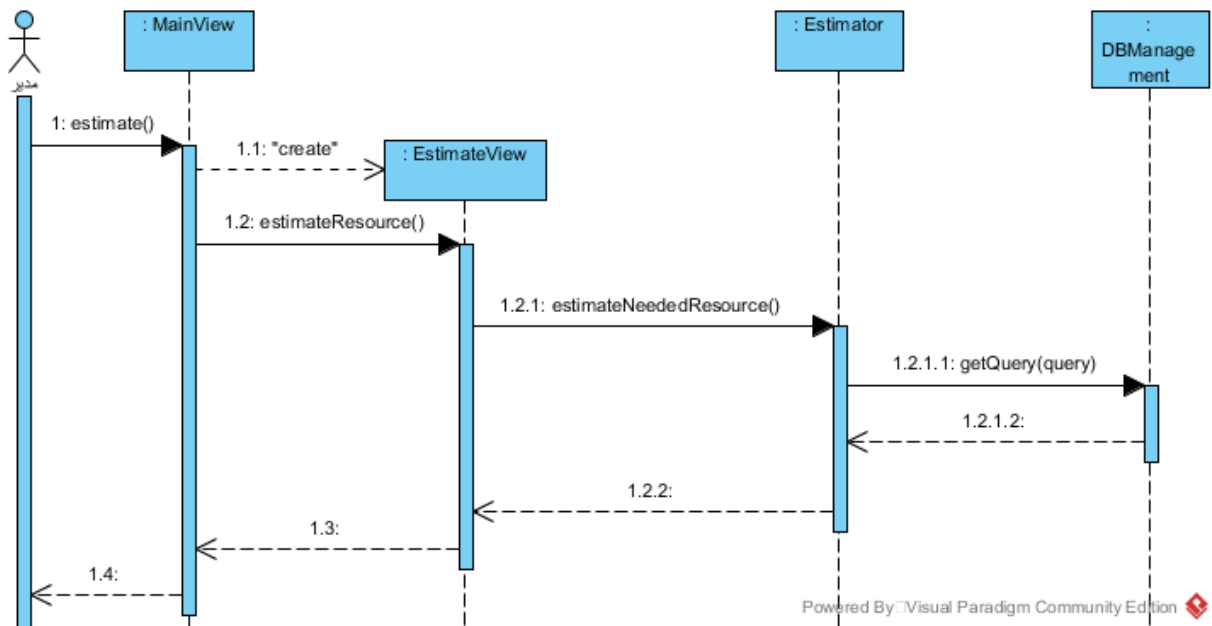 : MainView
: Estimator
:
DBManage
ment
مدير
1: estimate()
1.1: "create"
: EstimateView
1.2: estimateResource()
1.2.1: estimateNeededResource()
1.2.1.1: getQuery(query)
1.2.1.2:
1.2.2:
1.3:
1.4:
Powered By Visual Paradigm Community Edition